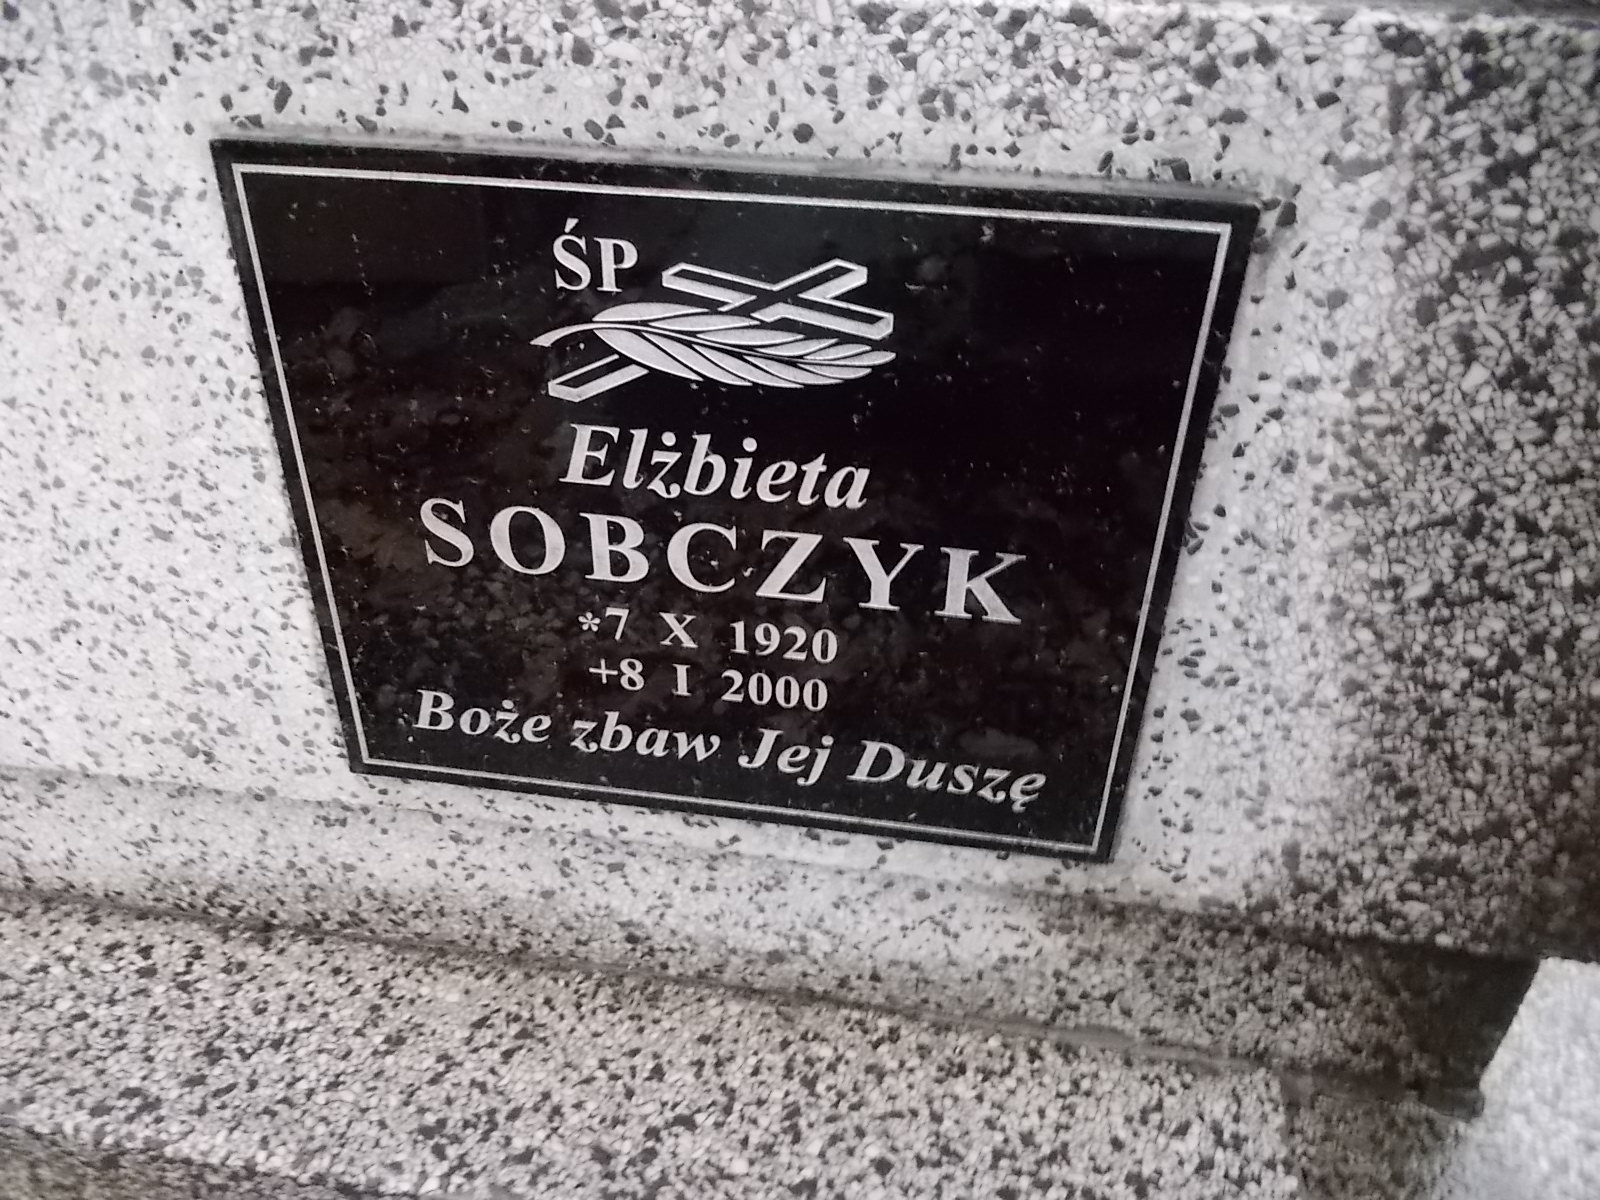 ŚP
Elżbieta
SOBCZYK
*7 X 1920
+8 I 2000
Boże zbaw Jej Duszę